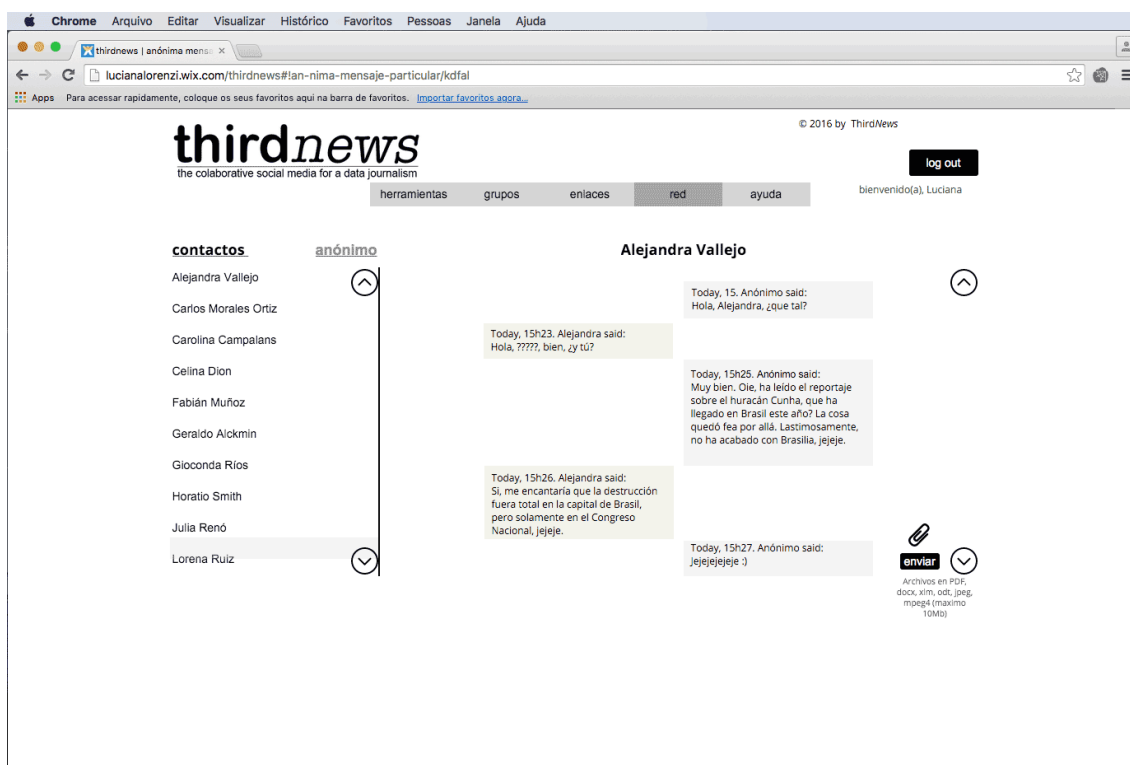 Chrome Arquivo Editar Visualizar Histórico Favoritos Pessoas Janela Ajuda
thirdnews | anónima mensa
lucianalorenzi.wix.com/thirdnews#!an-nima-mensaje-particular/kdfal
Apps Para acessar rapidamente, coloque os seus favoritos aqui na barra de favoritos. Importar favoritos agora...
© 2016 by ThirdNews
thirdnews
the colaborative social media for a data journalism
log out
bienvenido(a), Luciana
herramientas grupos enlaces red ayuda
contactos anónimo
Alejandra Vallejo
Carlos Morales Ortiz
Carolina Campalans
Celina Dion
Fabián Muñoz
Geraldo Alckmin
Gioconda Ríos
Horatio Smith
Julia Renó
Lorena Ruiz
Alejandra Vallejo
Today, 15. Anónimo said:
Hola, Alejandra, ¿que tal?
Today, 15h23. Alejandra said:
Hola, ?????, bien, ¿y tú?
Today, 15h25. Anónimo said:
Muy bien. Oie, ha leído el reportaje
sobre el huracán Cunha, que ha
llegado en Brasil este año? La cosa
quedó fea por allá. Lastimosamente,
no ha acabado con Brasilia, jejeje.
Today, 15h26. Alejandra said:
Si, me encantaría que la destrucción
fuera total en la capital de Brasil,
pero solamente en el Congreso
Nacional, jejeje.
Today, 15h27. Anónimo said:
Jejejejejeje :)
enviar
Archivos en PDF,
docx, xlm, odt, jpeg,
mpeg4 (maximo
10Mb)